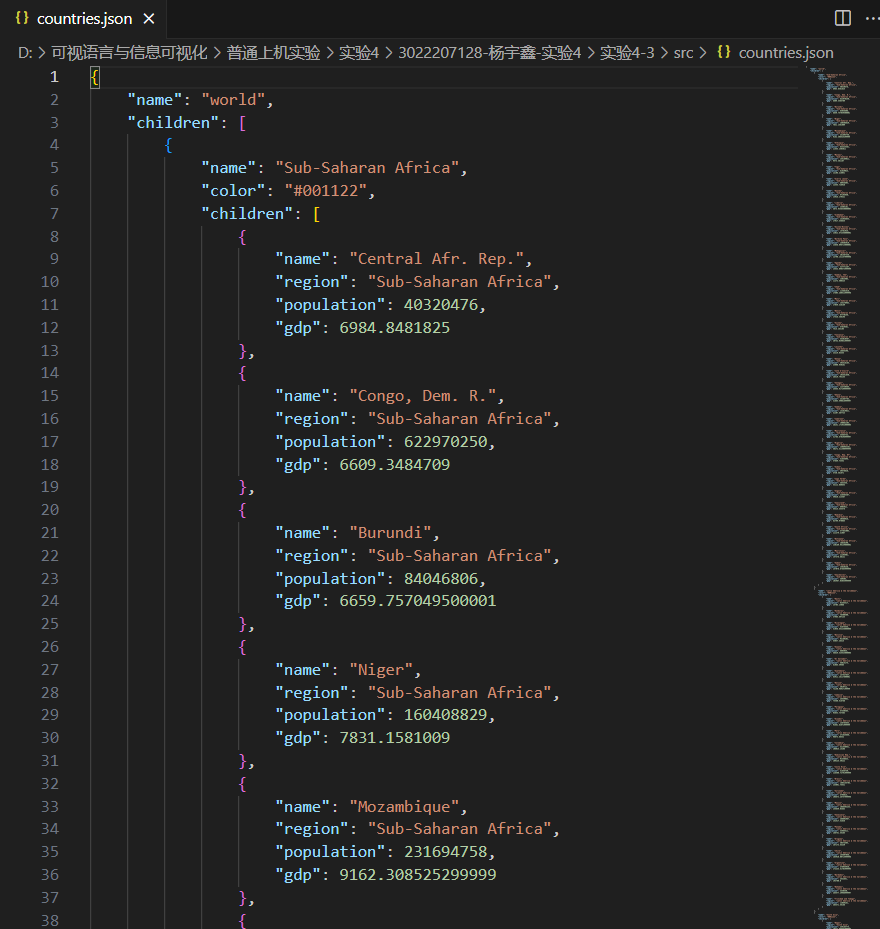 {} countries.json ×
D: > 可视语言与信息可视化 > 普通上机实验 > 实验4 > 3022207128-杨宇鑫-实验4 > 实验4-3 > src > {} countries.json
1 {
2 "name": "world",
3 "children": [
4 {
5 "name": "Sub-Saharan Africa",
6 "color": "#001122",
7 "children": [
8 {
9 "name": "Central Afr. Rep.",
10 "region": "Sub-Saharan Africa",
11 "population": 40320476,
12 "gdp": 6984.8481825
13 },
14 {
15 "name": "Congo, Dem. R.",
16 "region": "Sub-Saharan Africa",
17 "population": 622970250,
18 "gdp": 6609.3484709
19 },
20 {
21 "name": "Burundi",
22 "region": "Sub-Saharan Africa",
23 "population": 84046806,
24 "gdp": 6659.757049500001
25 },
26 {
27 "name": "Niger",
28 "region": "Sub-Saharan Africa",
29 "population": 160408829,
30 "gdp": 7831.1581009
31 },
32 {
33 "name": "Mozambique",
34 "region": "Sub-Saharan Africa",
35 "population": 231694758,
36 "gdp": 9162.308525299999
37 },
38 {